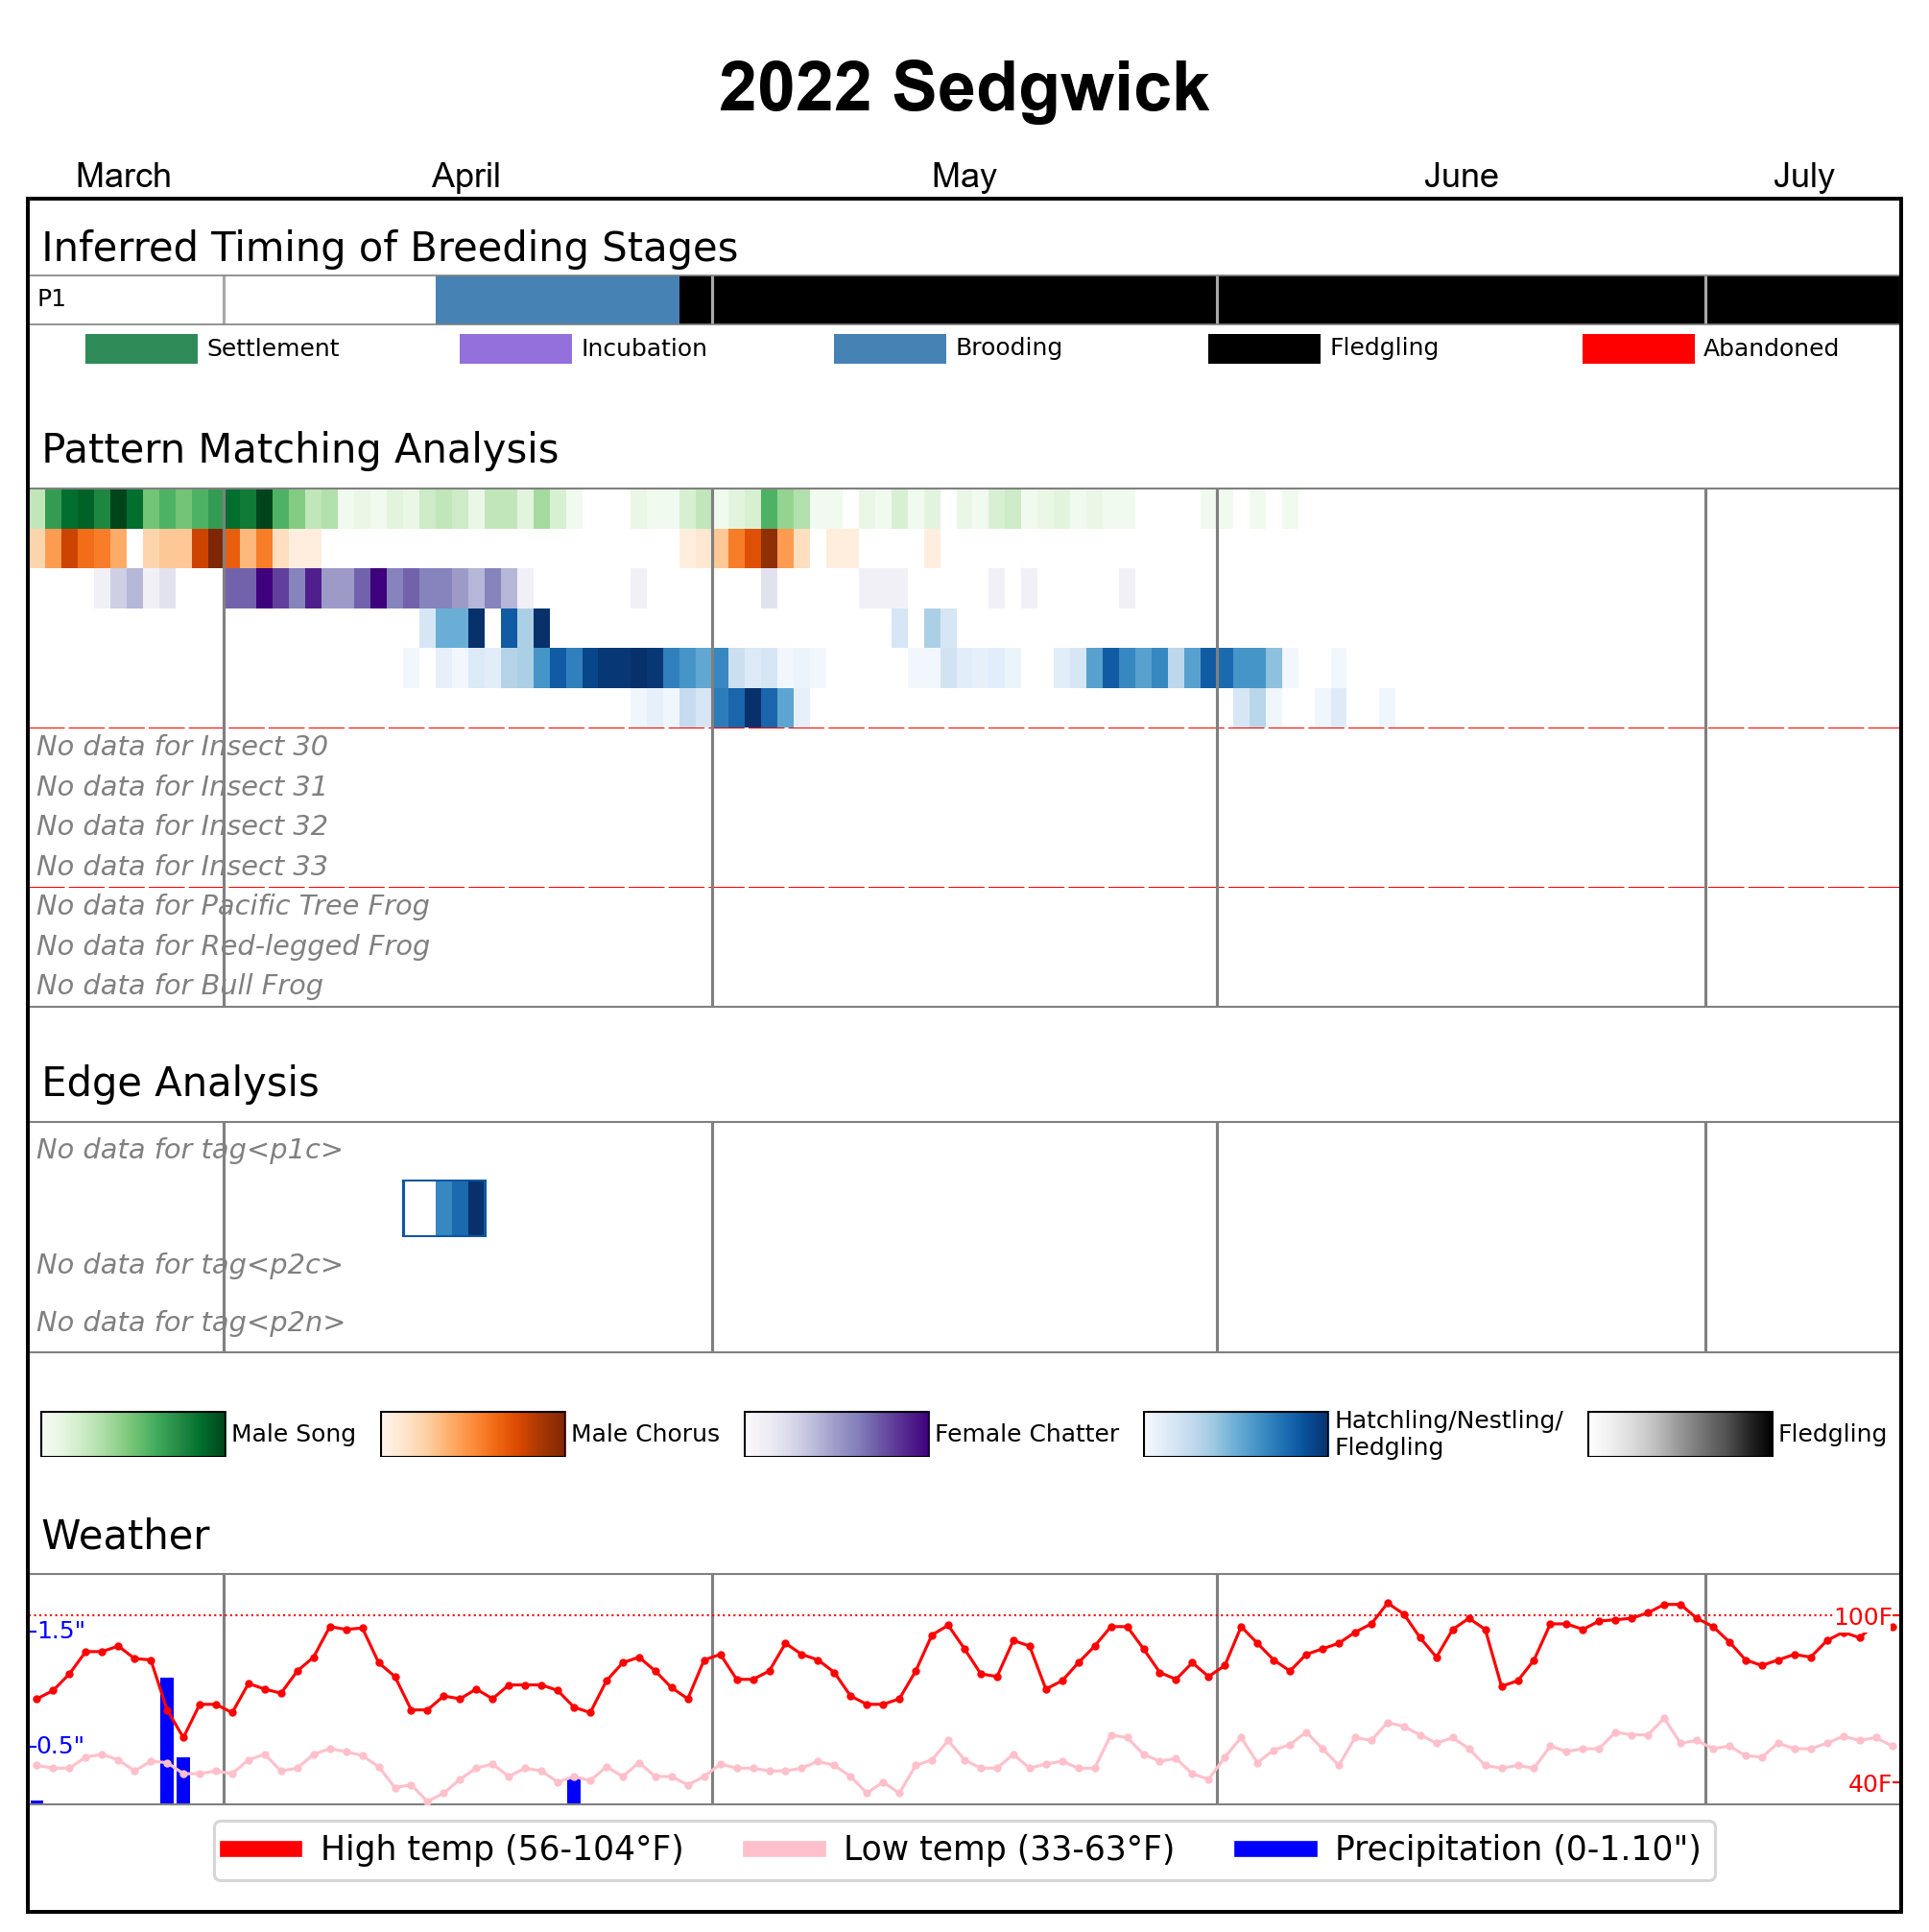 2022 Sedgwick
March April May June July
Inferred Timing of Breeding Stages
P1
Settlement Incubation Brooding Fledgling Abandoned
Pattern Matching Analysis
No data for Insect 30
No data for Insect 31
No data for Insect 32
No data for Insect 33
No data for Pacific Tree Frog
No data for Red-legged Frog
No data for Bull Frog
Edge Analysis
No data for tag<p1c>
No data for tag<p2c>
No data for tag<p2n>
Male Song Male Chorus Female Chatter Hatchling/Nestling/
Fledgling Fledgling
Weather
100F
1.5"
0.5"
40F
High temp (56-104°F) Low temp (33-63°F) Precipitation (0-1.10")